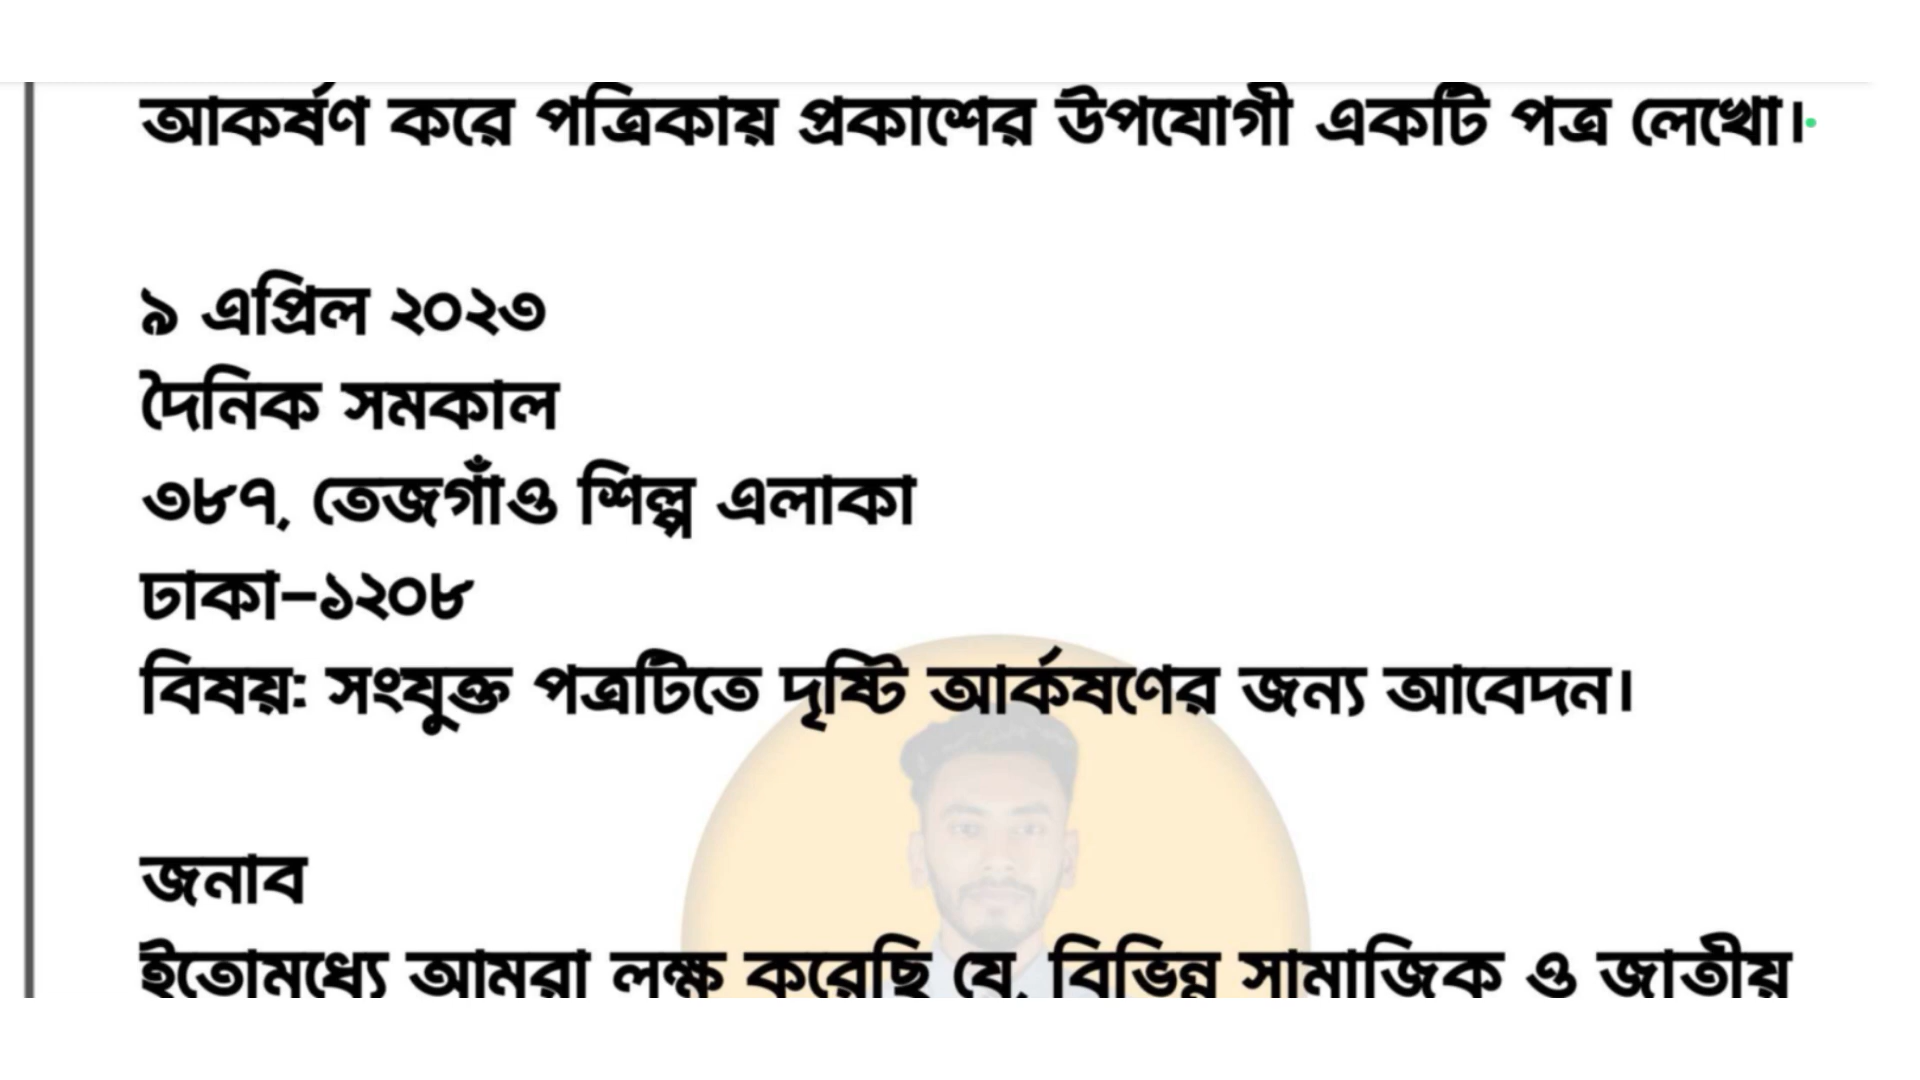 আকর্ষণ করে পত্রিকায় প্রকাশের উপযোগী একটি পত্র লেখো।
৯ এপ্রিল ২০২৩
দৈনিক সমকাল
৩৮৭, তেজগাঁও শিল্প এলাকা
ঢাকা-১২০৮
বিষয়: সংযুক্ত পত্রটিতে দৃষ্টি আর্কষণের জন্য আবেদন।
জনাব
ইতোমধ্যে আমরা লক্ষ করেছি যে, বিভিন্ন সামাজিক ও জাতীয়